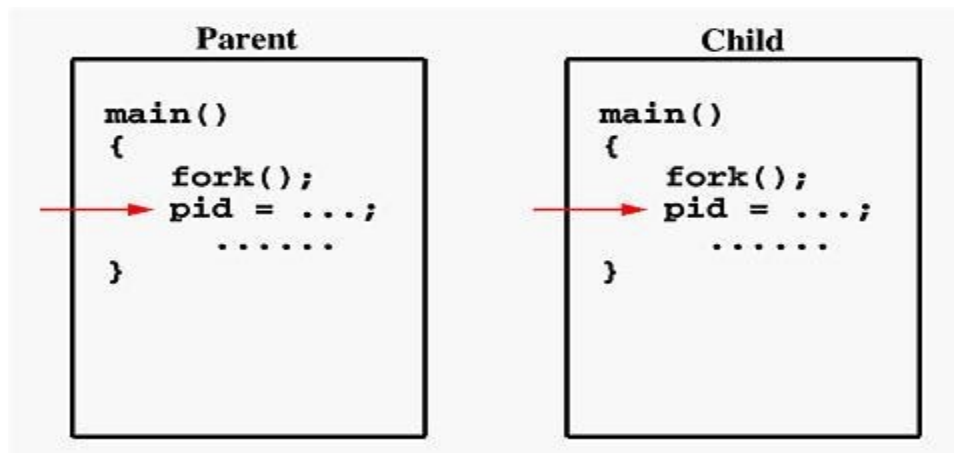 Parent
main()
{
fork();
pid = ...;
......
}
Child
main()
{
fork();
pid = ...;
......
}